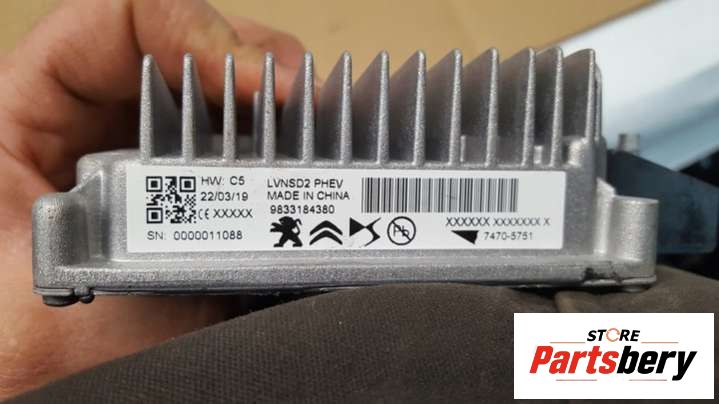 HW: C5
22/03/19
CE XXXXX
SN: 0000011088
LVNSD2 PHEV
MADE IN CHINA
9833184380
Pb
XXXXXX XXXXXXX X
7470-5751
STORE
Partsbery